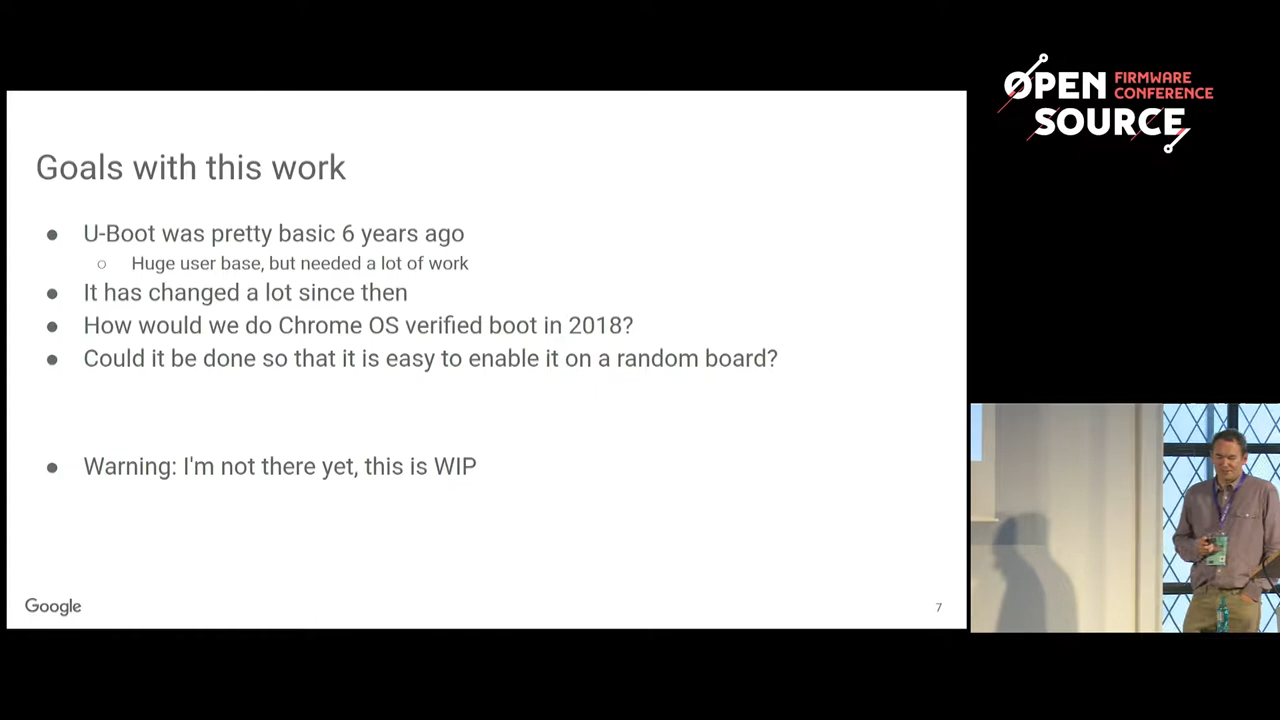 Goals with this work
● U-Boot was pretty basic 6 years ago
○ Huge user base, but needed a lot of work
● It has changed a lot since then
● How would we do Chrome OS verified boot in 2018?
● Could it be done so that it is easy to enable it on a random board?
● Warning: I'm not there yet, this is WIP
Google
7
OPEN FIRMWARE
CONFERENCE
SOURCE